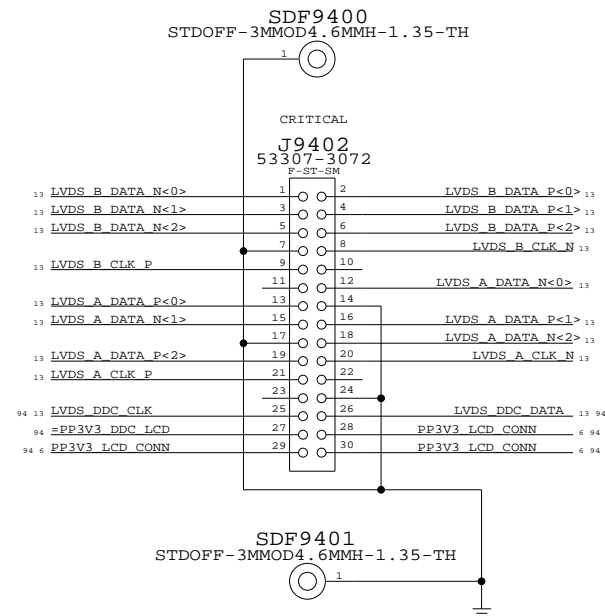 SDF9400
STDOFF-3MMOD4.6MMH-1.35-TH
1
CRITICAL
J9402
53307-3072
F-ST-SM
13 LVDS_B_DATA_N<0> 1 2 LVDS_B_DATA_P<0> 13
13 LVDS_B_DATA_N<1> 3 4 LVDS_B_DATA_P<1> 13
13 LVDS_B_DATA_N<2> 5 6 LVDS_B_DATA_P<2> 13
7 8 LVDS_B_CLK_N 13
13 LVDS_B_CLK_P 9 10
11 12 LVDS_A_DATA_N<0> 13
13 LVDS_A_DATA_P<0> 13 14
13 LVDS_A_DATA_N<1> 15 16 LVDS_A_DATA_P<1> 13
17 18 LVDS_A_DATA_N<2> 13
13 LVDS_A_DATA_P<2> 19 20 LVDS_A_CLK_N 13
13 LVDS_A_CLK_P 21 22
23 24
94 13 LVDS_DDC_CLK 25 26 LVDS_DDC_DATA 13 94
94 =PP3V3_DDC_LCD 27 28 PP3V3_LCD_CONN 6 94
94 6 PP3V3_LCD_CONN 29 30 PP3V3_LCD_CONN 6 94
SDF9401
STDOFF-3MMOD4.6MMH-1.35-TH
1